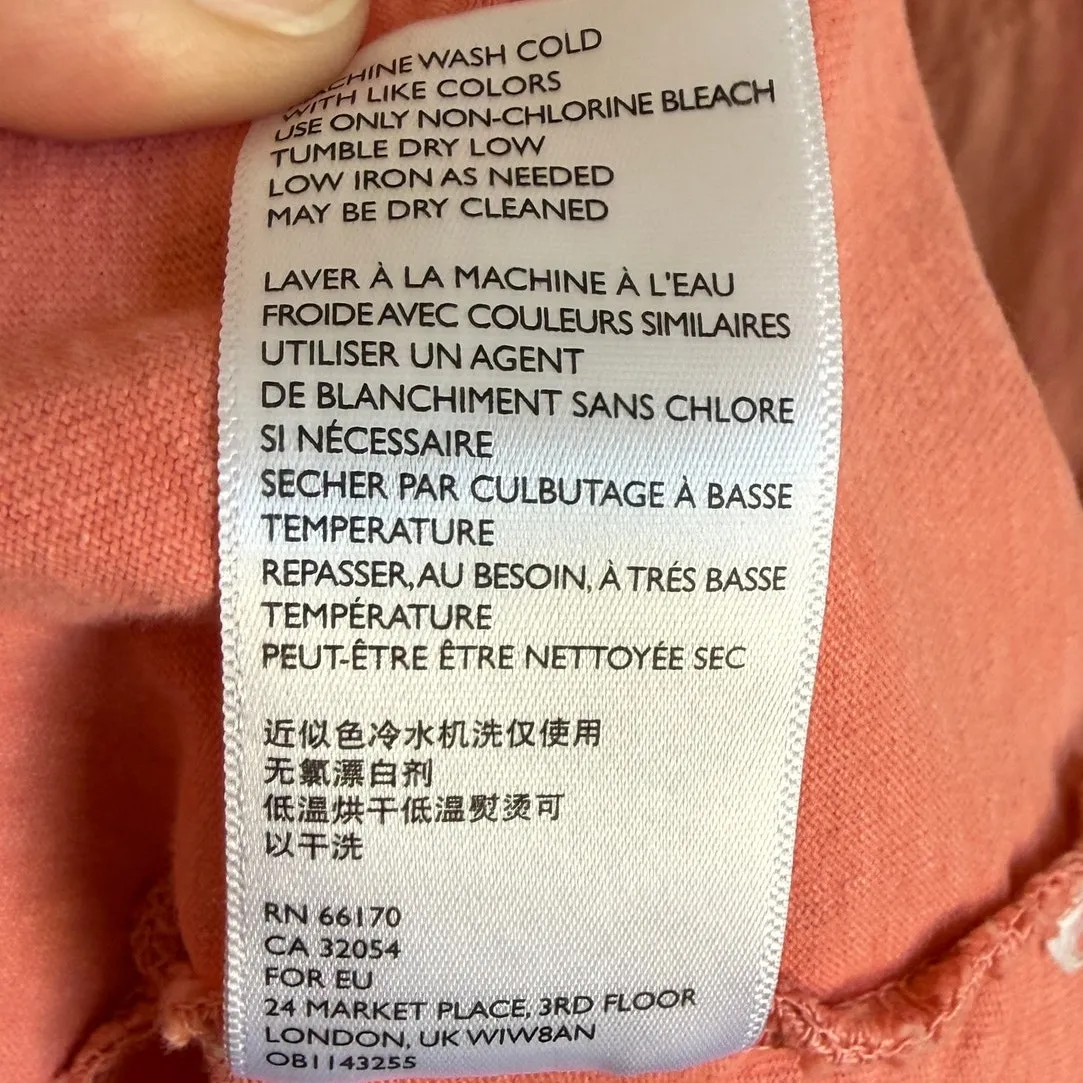 MACHINE WASH COLD
WITH LIKE COLORS
USE ONLY NON-CHLORINE BLEACH
TUMBLE DRY LOW
LOW IRON AS NEEDED
MAY BE DRY CLEANED
LAVER À LA MACHINE À L'EAU
FROIDE AVEC COULEURS SIMILAIRES
UTILISER UN AGENT
DE BLANCHIMENT SANS CHLORE
SI NÉCESSAIRE
SECHER PAR CULBUTAGE À BASSE
TEMPERATURE
REPASSER, AU BESOIN, À TRÉS BASSE
TEMPÉRATURE
PEUT-ÊTRE ÊTRE NETTOYÉE SEC
近似色冷水机洗仅使用
无氯漂白剂
低温烘干低温熨烫可
以干洗
RN 66170
CA 32054
FOR EU
24 MARKET PLACE, 3RD FLOOR
LONDON, UK W1W8AN
OB1143255